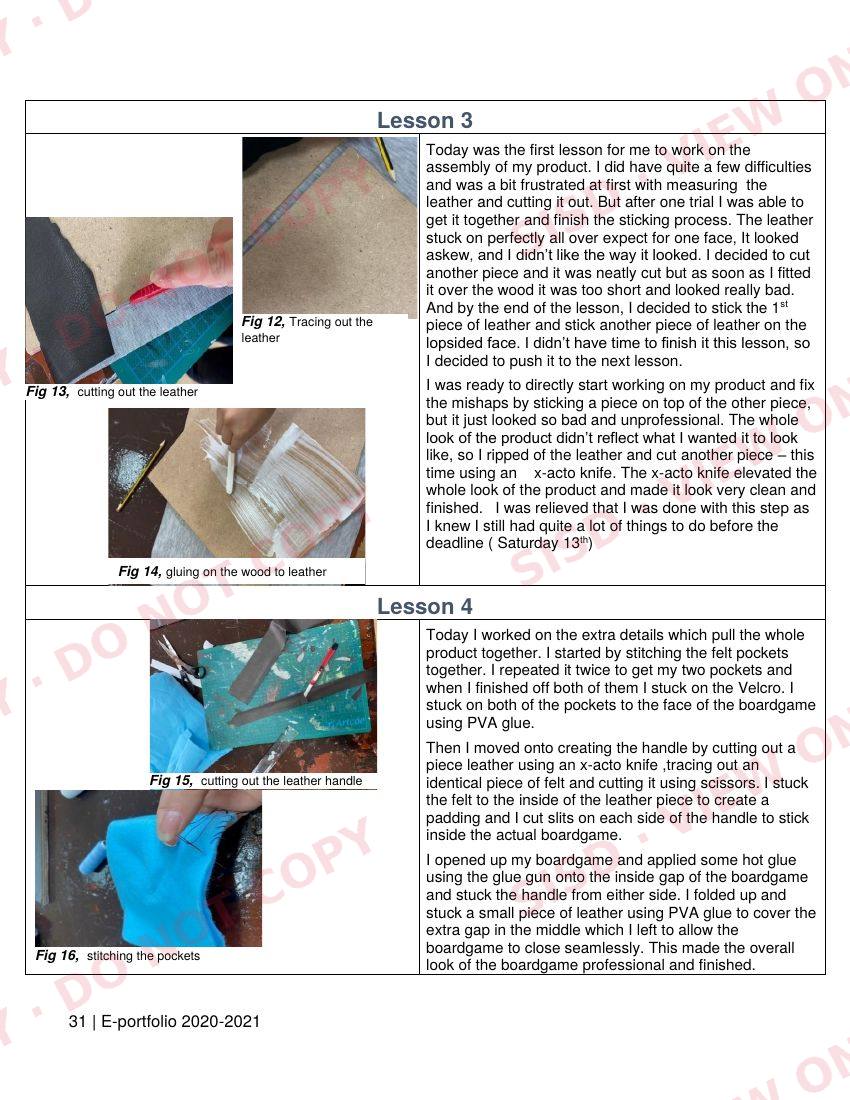 Lesson 3
Fig 12, Tracing out the
leather
Fig 13, cutting out the leather
Fig 14, gluing on the wood to leather
Today was the first lesson for me to work on the
assembly of my product. I did have quite a few difficulties
and was a bit frustrated at first with measuring the
leather and cutting it out. But after one trial I was able to
get it together and finish the sticking process. The leather
stuck on perfectly all over expect for one face, It looked
askew, and I didn't like the way it looked. I decided to cut
another piece and it was neatly cut but as soon as I fitted
it over the wood it was too short and looked really bad.
And by the end of the lesson, I decided to stick the 1st
piece of leather and stick another piece of leather on the
lopsided face. I didn't have time to finish it this lesson, so
I decided to push it to the next lesson.
I was ready to directly start working on my product and fix
the mishaps by sticking a piece on top of the other piece,
but it just looked so bad and unprofessional. The whole
look of the product didn't reflect what I wanted it to look
like, so I ripped of the leather and cut another piece – this
time using an x-acto knife. The x-acto knife elevated the
whole look of the product and made it look very clean and
finished. I was relieved that I was done with this step as
I knew I still had quite a lot of things to do before the
deadline ( Saturday 13th)
Lesson 4
Fig 15, cutting out the leather handle
Fig 16, stitching the pockets
Today I worked on the extra details which pull the whole
product together. I started by stitching the felt pockets
together. I repeated it twice to get my two pockets and
when I finished off both of them I stuck on the Velcro. I
stuck on both of the pockets to the face of the boardgame
using PVA glue.
Then I moved onto creating the handle by cutting out a
piece leather using an x-acto knife ,tracing out an
identical piece of felt and cutting it using scissors. I stuck
the felt to the inside of the leather piece to create a
padding and I cut slits on each side of the handle to stick
inside the actual boardgame.
I opened up my boardgame and applied some hot glue
using the glue gun onto the inside gap of the boardgame
and stuck the handle from either side. I folded up and
stuck a small piece of leather using PVA glue to cover the
extra gap in the middle which I left to allow the
boardgame to close seamlessly. This made the overall
look of the boardgame professional and finished.
31 | E-portfolio 2020-2021
SISD · VIEW ON
DO NOT COPY